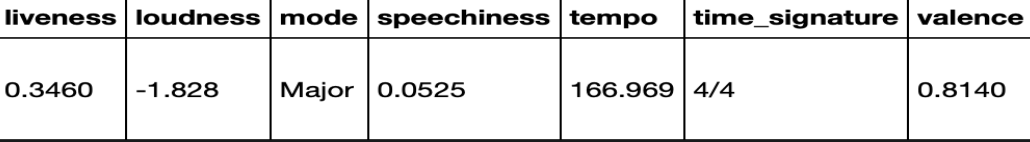 liveness loudness mode speechiness tempo time_signature valence
0.3460 -1.828 Major 0.0525 166.969 4/4 0.8140